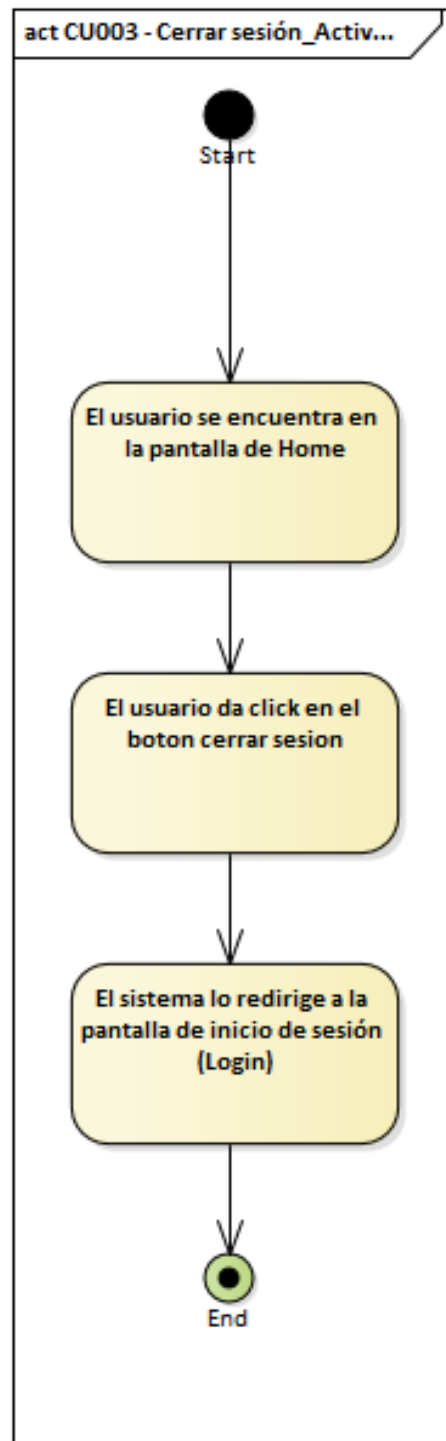 act CU003 - Cerrar sesión_Activ...
Start
El usuario se encuentra en
la pantalla de Home
El usuario da click en el
boton cerrar sesion
El sistema lo redirige a la
pantalla de inicio de sesión
(Login)
End